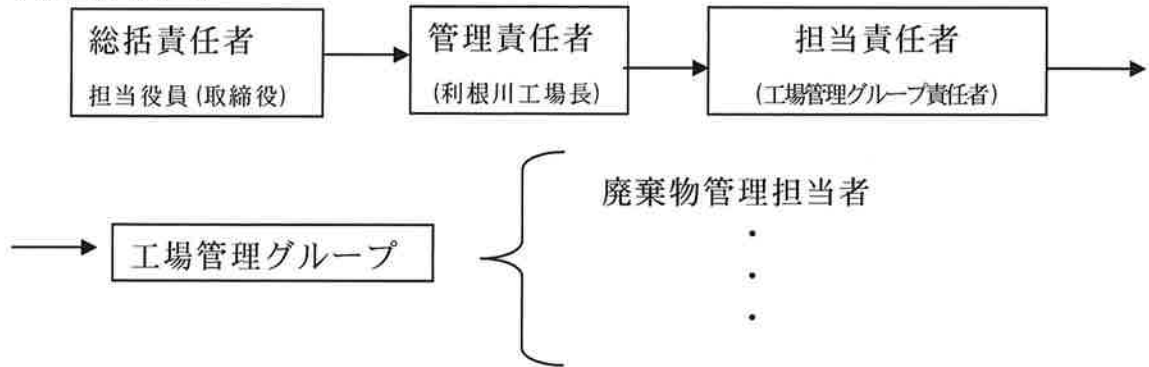 総括責任者
担当役員(取締役)
管理責任者
(利根川工場長)
担当責任者
(工場管理グループ責任者)
工場管理グループ
廃棄物管理担当者
・
・
・